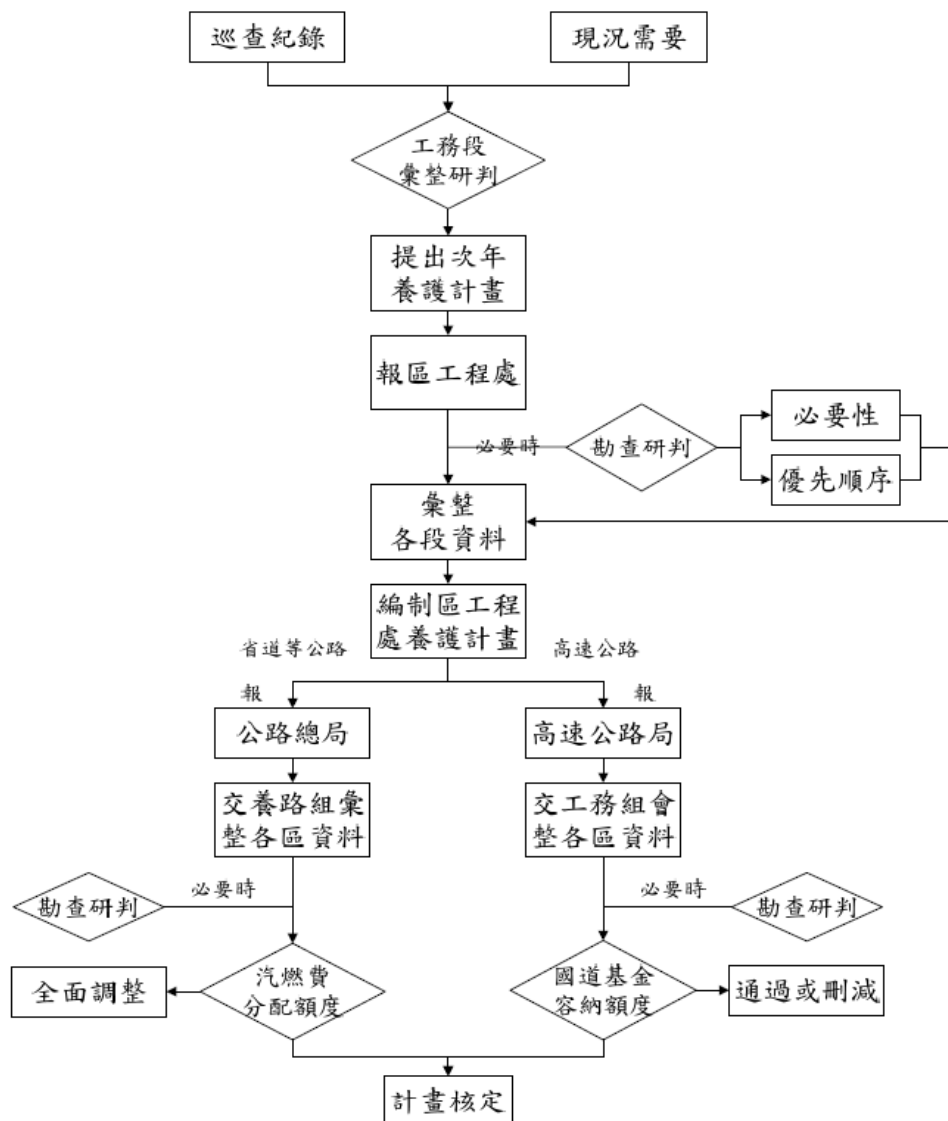 巡查紀錄
現況需要
工務段
彙整研判
提出次年
養護計畫
報區工程處
必要時
勘查研判
必要性
優先順序
彙整
各段資料
編制區工程
處養護計畫
省道等公路
高速公路
報
報
公路總局
高速公路局
交養路組彙
整各區資料
交工務組會
整各區資料
必要時
必要時
勘查研判
勘查研判
全面調整
汽燃費
分配額度
國道基金
容納額度
通過或刪減
計畫核定